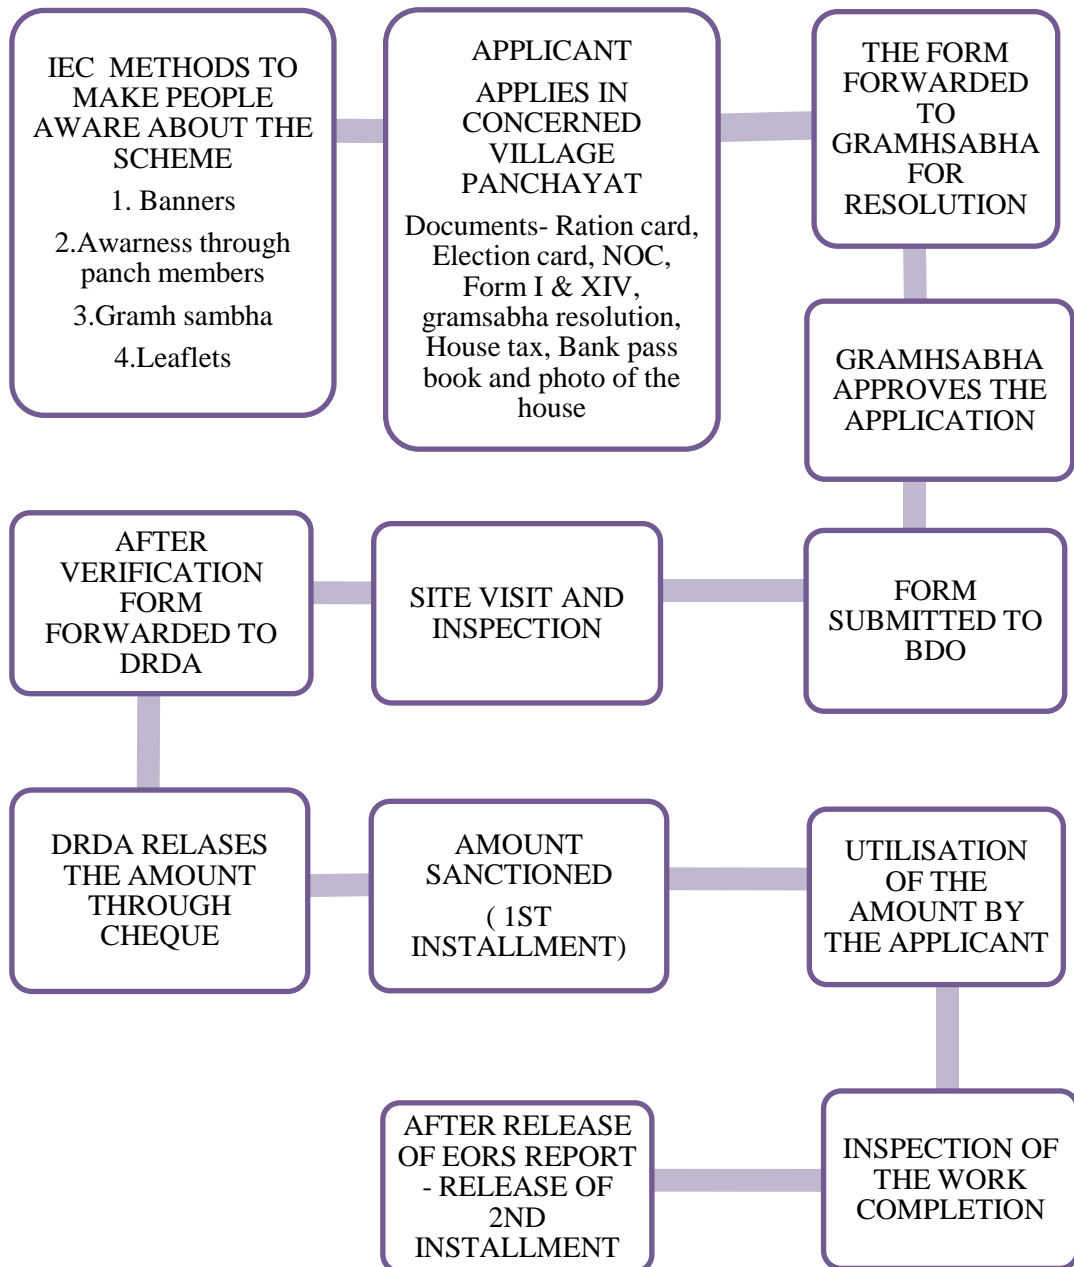 IEC METHODS TO
MAKE PEOPLE
AWARE ABOUT THE
SCHEME
1. Banners
2.Awarness through
panch members
3.Gramh sambha
4.Leaflets
APPLICANT
APPLIES IN
CONCERNED
VILLAGE
PANCHAYAT
Documents- Ration card,
Election card, NOC,
Form I & XIV,
gramsabha resolution,
House tax, Bank pass
book and photo of the
house
THE FORM
FORWARDED
TO
GRAMHSABHA
FOR
RESOLUTION
GRAMHSABHA
APPROVES THE
APPLICATION
FORM
SUBMITTED TO
BDO
SITE VISIT AND
INSPECTION
AFTER
VERIFICATION
FORM
FORWARDED TO
DRDA
DRDA RELASES
THE AMOUNT
THROUGH
CHEQUE
AMOUNT
SANCTIONED
( 1ST
INSTALLMENT)
UTILISATION
OF THE
AMOUNT BY
THE APPLICANT
INSPECTION OF
THE WORK
COMPLETION
AFTER RELEASE
OF EORS REPORT
- RELEASE OF
2ND
INSTALLMENT